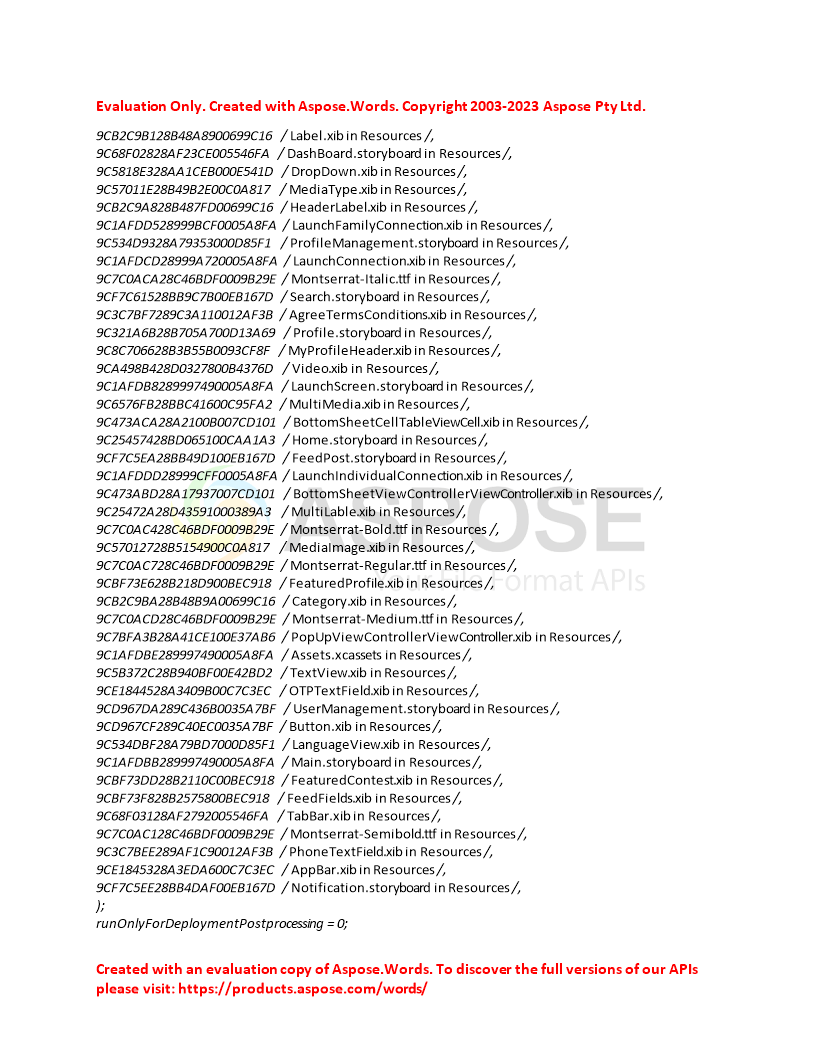 Evaluation Only. Created with Aspose.Words. Copyright 2003-2023 Aspose Pty Ltd.
9CB2C9B128B48A8900699C16 / Label.xib in Resources /,
9C68F02828AF23CE005546FA / DashBoard.storyboard in Resources /,
9C5818E328AA1CEB000E541D / DropDown.xib in Resources /,
9C57011E28B49B2E00C0A817 / MediaType.xib in Resources /,
9CB2C9A828B487FD00699C16 / HeaderLabel.xib in Resources /,
9C1AFDD528999BCF0005A8FA / LaunchFamilyConnection.xib in Resources /,
9C534D9328A79353000D85F1 / ProfileManagement.storyboard in Resources /,
9C1AFDCD28999A720005A8FA / LaunchConnection.xib in Resources /,
9C7C0ACA28C46BDF0009B29E / Montserrat-Italic.ttf in Resources /,
9CF7C61528BB9C7B00EB167D / Search.storyboard in Resources /,
9C3C7BF7289C3A110012AF3B / AgreeTermsConditions.xib in Resources /,
9C321A6B28B705A700D13A69 / Profile.storyboard in Resources /,
9C8C706628B3B55B0093CF8F / MyProfileHeader.xib in Resources /,
9CA498B428D0327800B4376D / Video.xib in Resources /,
9C1AFDB8289997490005A8FA / LaunchScreen.storyboard in Resources /,
9C6576FB28BBC41600C95FA2 / MultiMedia.xib in Resources /,
9C473ACA28A2100B007CD101 / BottomSheetCellTableViewCell.xib in Resources /,
9C25457428BD065100CAA1A3 / Home.storyboard in Resources /,
9CF7C5EA28BB49D100EB167D / FeedPost.storyboard in Resources /,
9C1AFDDD28999CFF0005A8FA / LaunchIndividualConnection.xib in Resources /,
9C473ABD28A17937007CD101 / BottomSheetViewControllerViewController.xib in Resources /,
9C25472A28D43591000389A3 / MultiLable.xib in Resources /,
9C7C0AC428C46BDF0009B29E / Montserrat-Bold.ttf in Resources /,
9C57012728B5154900C0A817 / MediaImage.xib in Resources /,
9C7C0AC728C46BDF0009B29E / Montserrat-Regular.ttf in Resources /,
9CBF73E628B218D900BEC918 / FeaturedProfile.xib in Resources /,
9CB2C9BA28B48B9A00699C16 / Category.xib in Resources /,
9C7C0ACD28C46BDF0009B29E / Montserrat-Medium.ttf in Resources /,
9C7BFA3B28A41CE100E37AB6 / PopUpViewControllerViewController.xib in Resources /,
9C1AFDBE289997490005A8FA / Assets.xcassets in Resources /,
9C5B372C28B940BF00E42BD2 / TextView.xib in Resources /,
9CE1844528A3409B00C7C3EC / OTPTextField.xib in Resources /,
9CD967DA289C436B0035A7BF / UserManagement.storyboard in Resources /,
9CD967CF289C40EC0035A7BF / Button.xib in Resources /,
9C534DBF28A79BD7000D85F1 / LanguageView.xib in Resources /,
9C1AFDBB289997490005A8FA / Main.storyboard in Resources /,
9CBF73DD28B2110C00BEC918 / FeaturedContest.xib in Resources /,
9CBF73F828B2575800BEC918 / FeedFields.xib in Resources /,
9C68F03128AF2792005546FA / TabBar.xib in Resources /,
9C7C0AC128C46BDF0009B29E / Montserrat-Semibold.ttf in Resources /,
9C3C7BEE289AF1C90012AF3B / PhoneTextField.xib in Resources /,
9CE1845328A3EDA600C7C3EC / AppBar.xib in Resources /,
9CF7C5EE28BB4DAF00EB167D / Notification.storyboard in Resources /,
);
runOnlyForDeploymentPostprocessing = 0;
ASPOSE
Your File Format APIs
Created with an evaluation copy of Aspose.Words. To discover the full versions of our APIs
please visit: https://products.aspose.com/words/